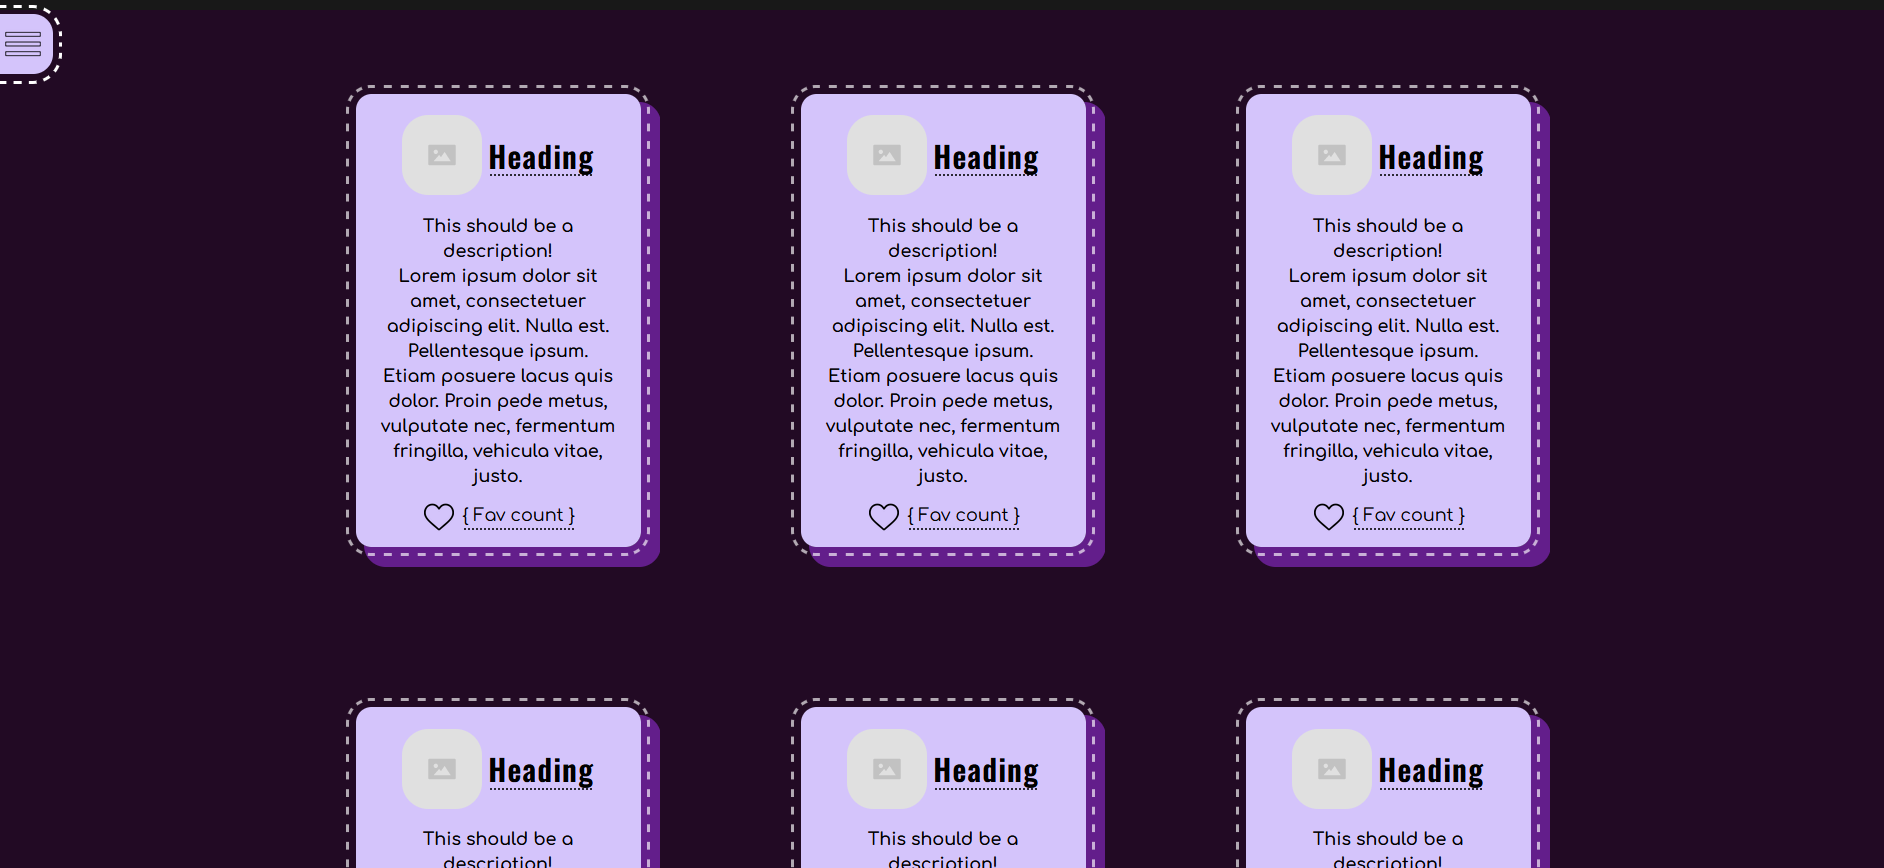 Heading
This should be a
description!
Lorem ipsum dolor sit
amet, consectetuer
adipiscing elit. Nulla est.
Pellentesque ipsum.
Etiam posuere lacus quis
dolor. Proin pede metus,
vulputate nec, fermentum
fringilla, vehicula vitae,
justo.
{ Fav count }
Heading
This should be a
description!
Lorem ipsum dolor sit
amet, consectetuer
adipiscing elit. Nulla est.
Pellentesque ipsum.
Etiam posuere lacus quis
dolor. Proin pede metus,
vulputate nec, fermentum
fringilla, vehicula vitae,
justo.
{ Fav count }
Heading
This should be a
description!
Lorem ipsum dolor sit
amet, consectetuer
adipiscing elit. Nulla est.
Pellentesque ipsum.
Etiam posuere lacus quis
dolor. Proin pede metus,
vulputate nec, fermentum
fringilla, vehicula vitae,
justo.
{ Fav count }
Heading
This should be a
description!
Heading
This should be a
description!
Heading
This should be a
description!